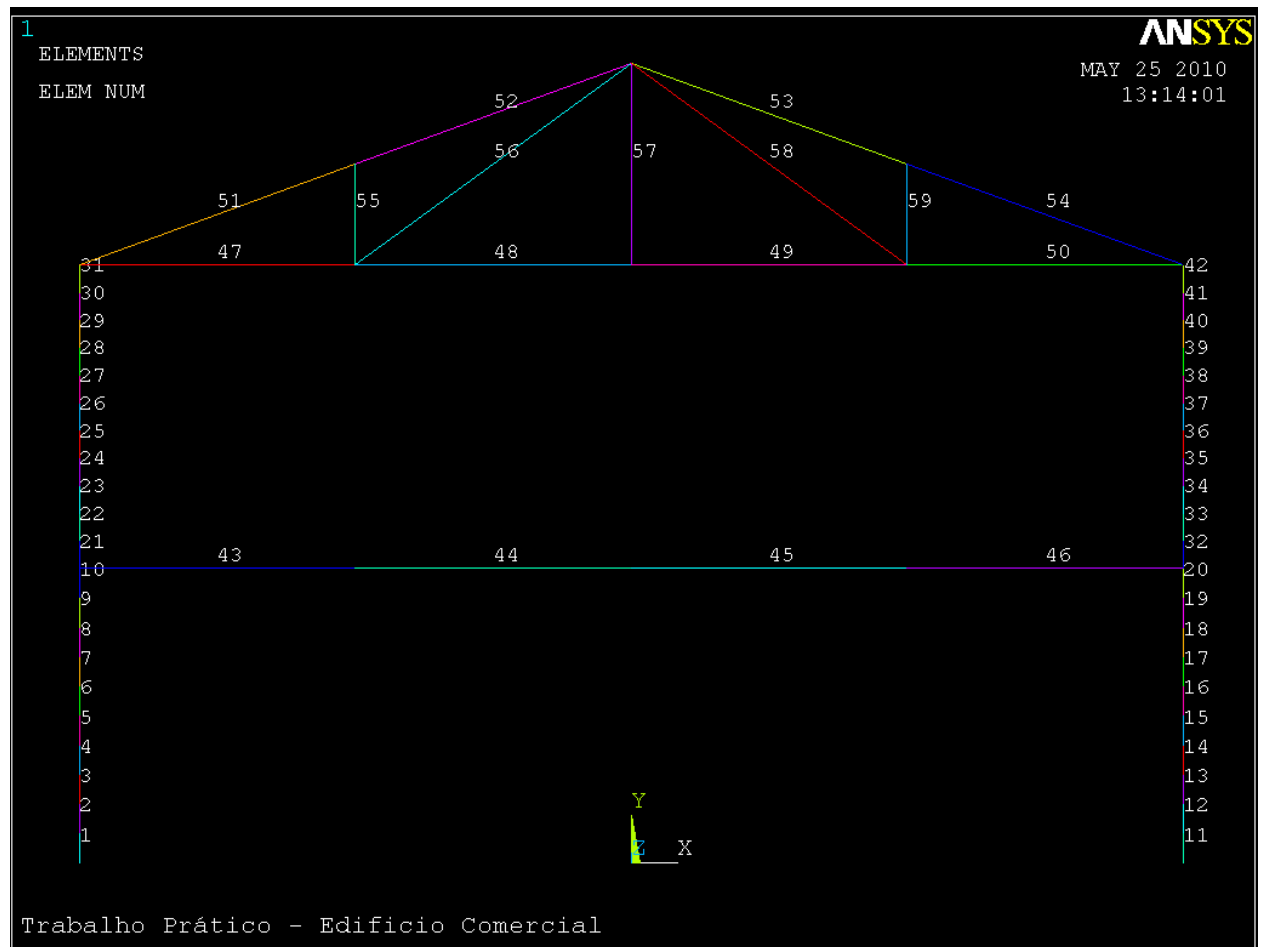 1
ANSYS
ELEMENTS
ELEM NUM
MAY 25 2010
13:14:01
52 53
56 57 58
51 55 59 54
47 48 49 50
31 42
30 41
29 40
28 39
27 38
26 37
25 36
24 35
23 34
22 33
21 32
43 44 45 46
10 20
9 19
8 18
7 17
6 16
5 15
4 14
3 13
2 12
Y
1 11
Z X
Trabalho Prático - Edificio Comercial